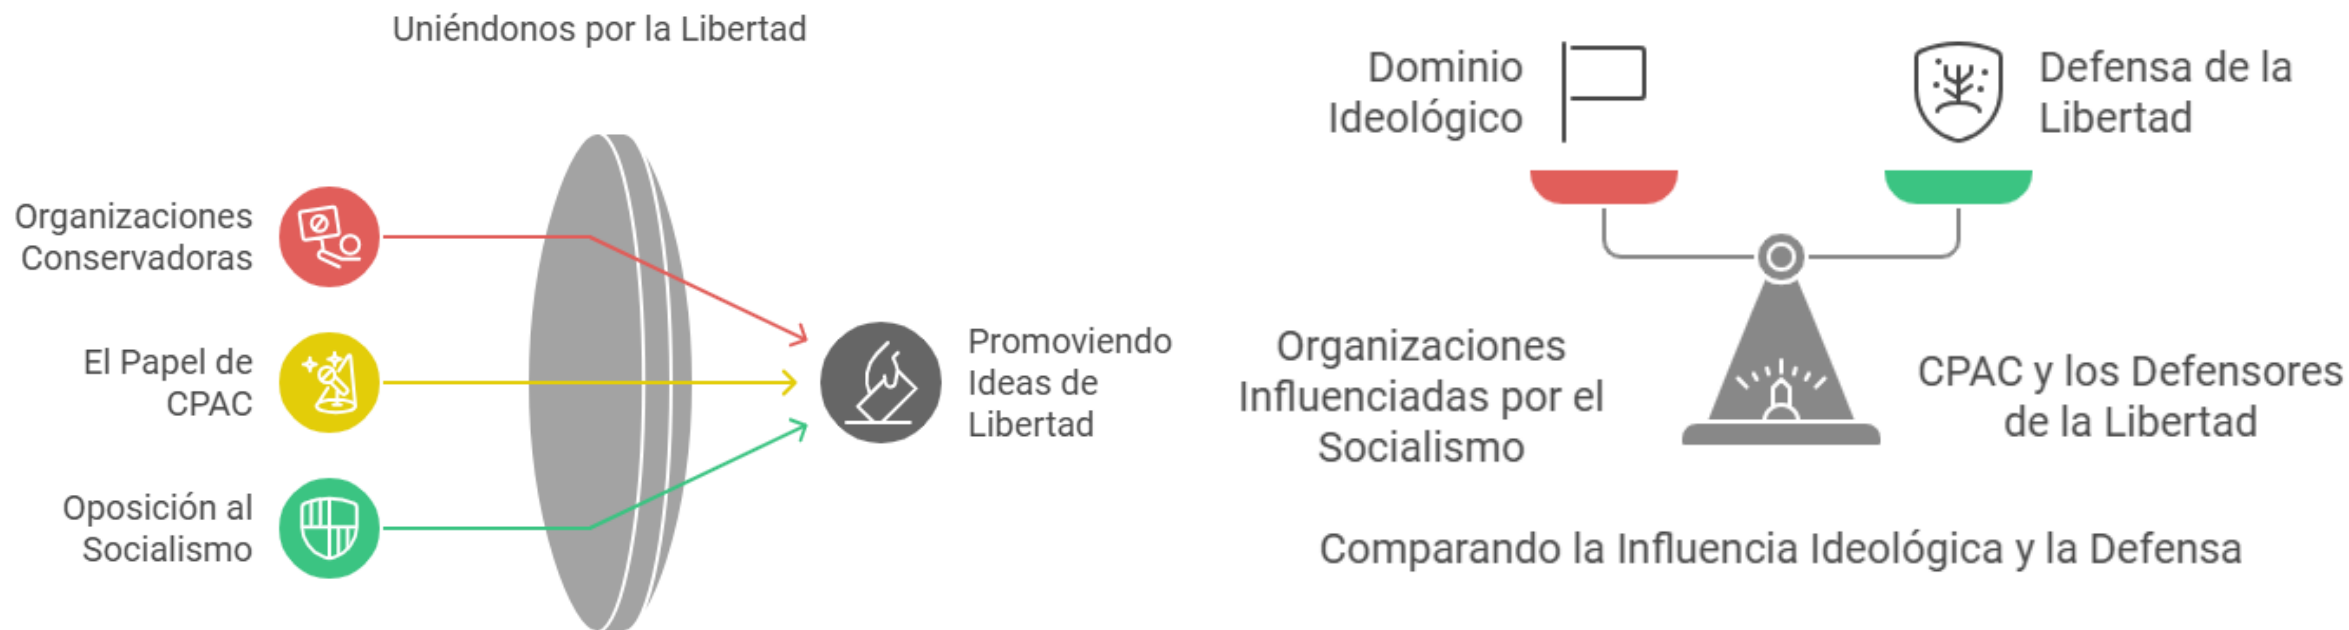 Uniéndonos por la Libertad
Organizaciones
Conservadoras
El Papel de
CPAC
Oposición al
Socialismo
Promoviendo
Ideas de
Libertad
Dominio
Ideológico
Defensa de la
Libertad
Organizaciones
Influenciadas por el
Socialismo
CPAC y los Defensores
de la Libertad
Comparando la Influencia Ideológica y la Defensa